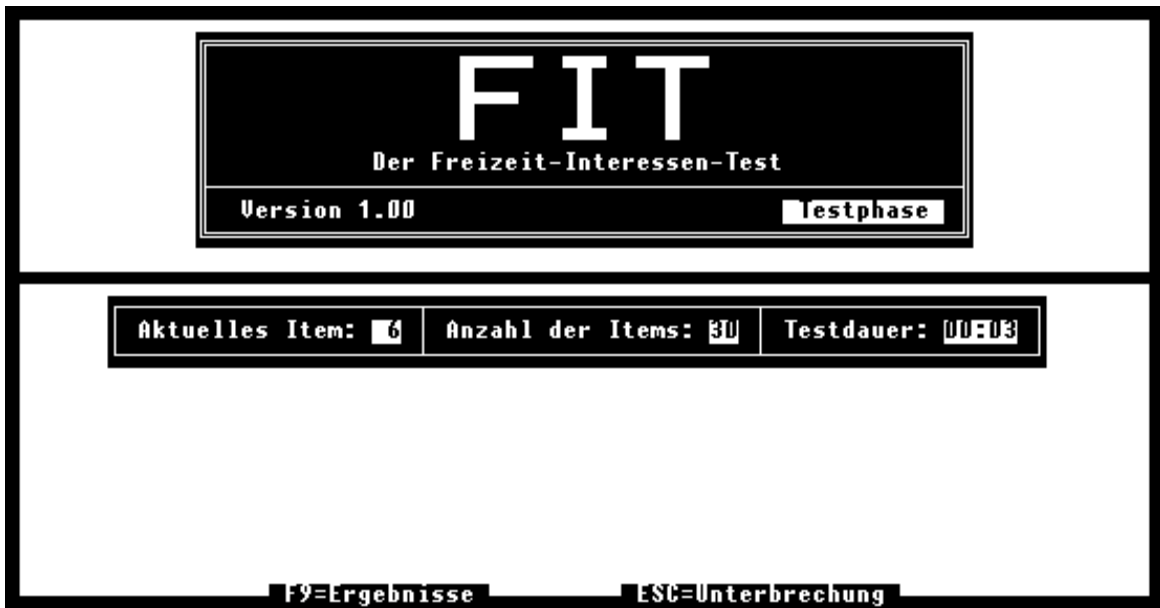 FIT
Der Freizeit-Interessen-Test
Version 1.00 Testphase
Aktuelles Item: 6 Anzahl der Items: 30 Testdauer: 00:03
F9=Ergebnisse ESC=Unterbrechung